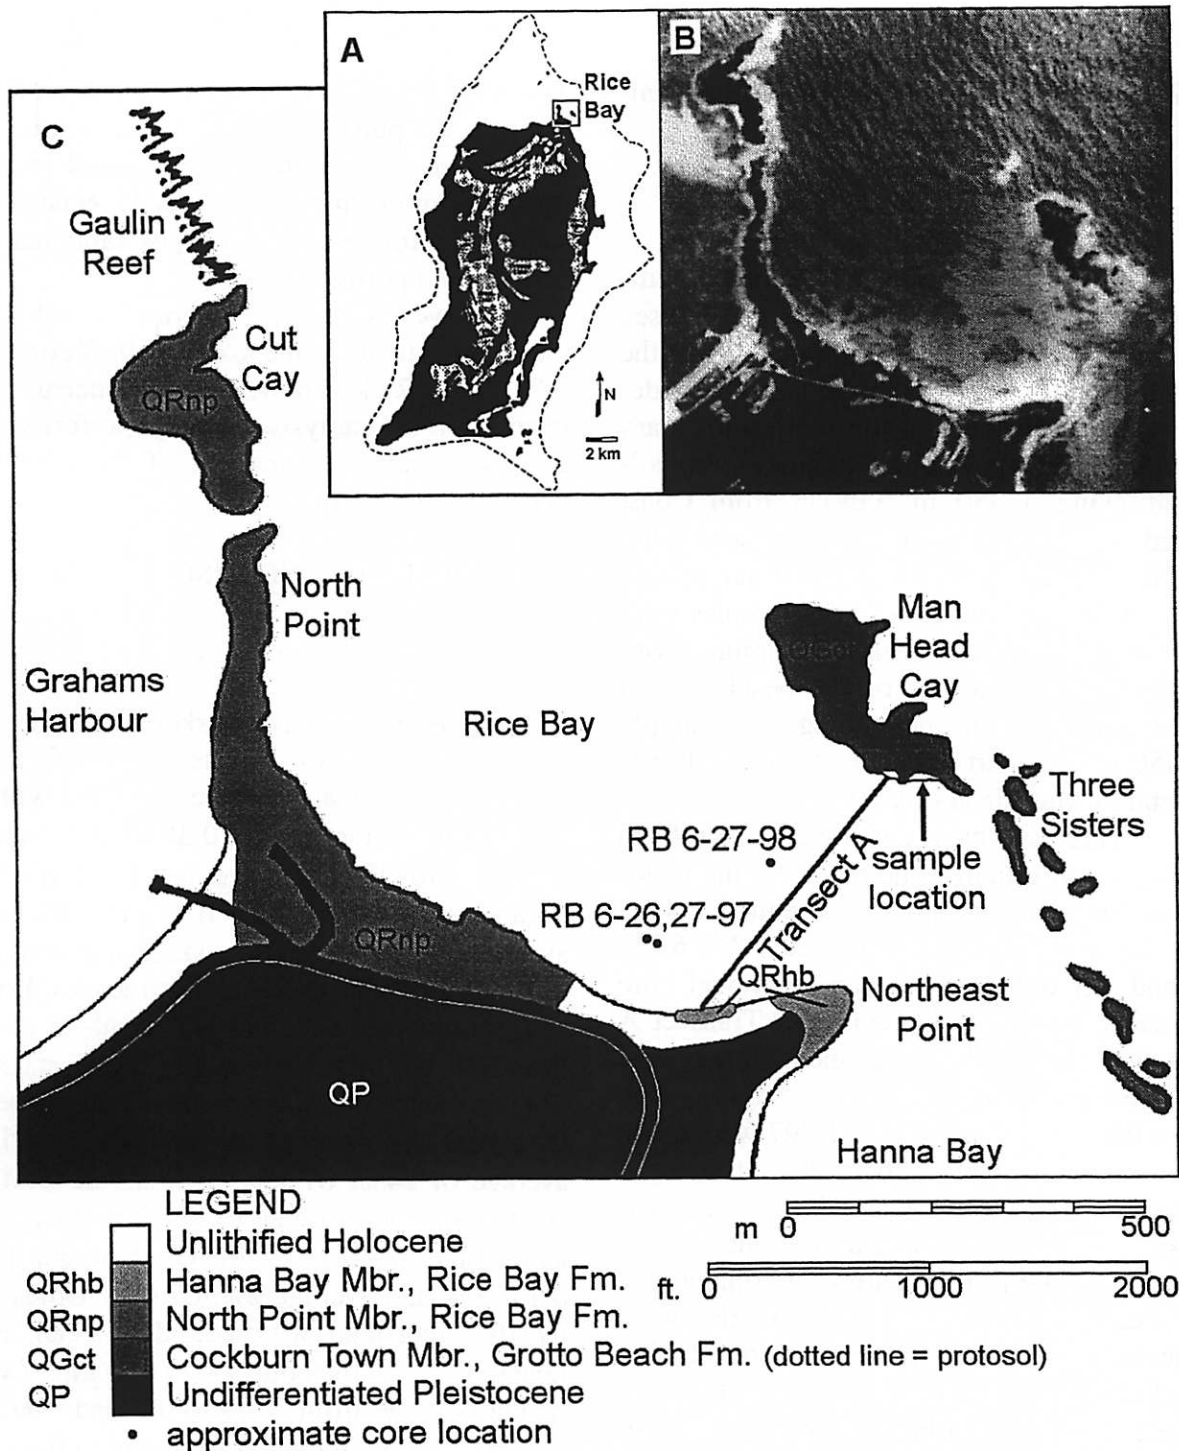 A
Rice
Bay
N
2 km
B
C
Gaulin
Reef
Cut
Cay
QRnp
North
Point
Grahams
Harbour
Rice Bay
Man
Head
Cay
QGct
Three
Sisters
RB 6-27-98
sample
location
Transect A
RB 6-26,27-97
QRnp
QRhb
Northeast
Point
QP
Hanna Bay
LEGEND
Unlithified Holocene
QRhb Hanna Bay Mbr., Rice Bay Fm.
QRnp North Point Mbr., Rice Bay Fm.
QGct Cockburn Town Mbr., Grotto Beach Fm. (dotted line = protosol)
QP Undifferentiated Pleistocene
• approximate core location
m 0 500
ft. 0 1000 2000